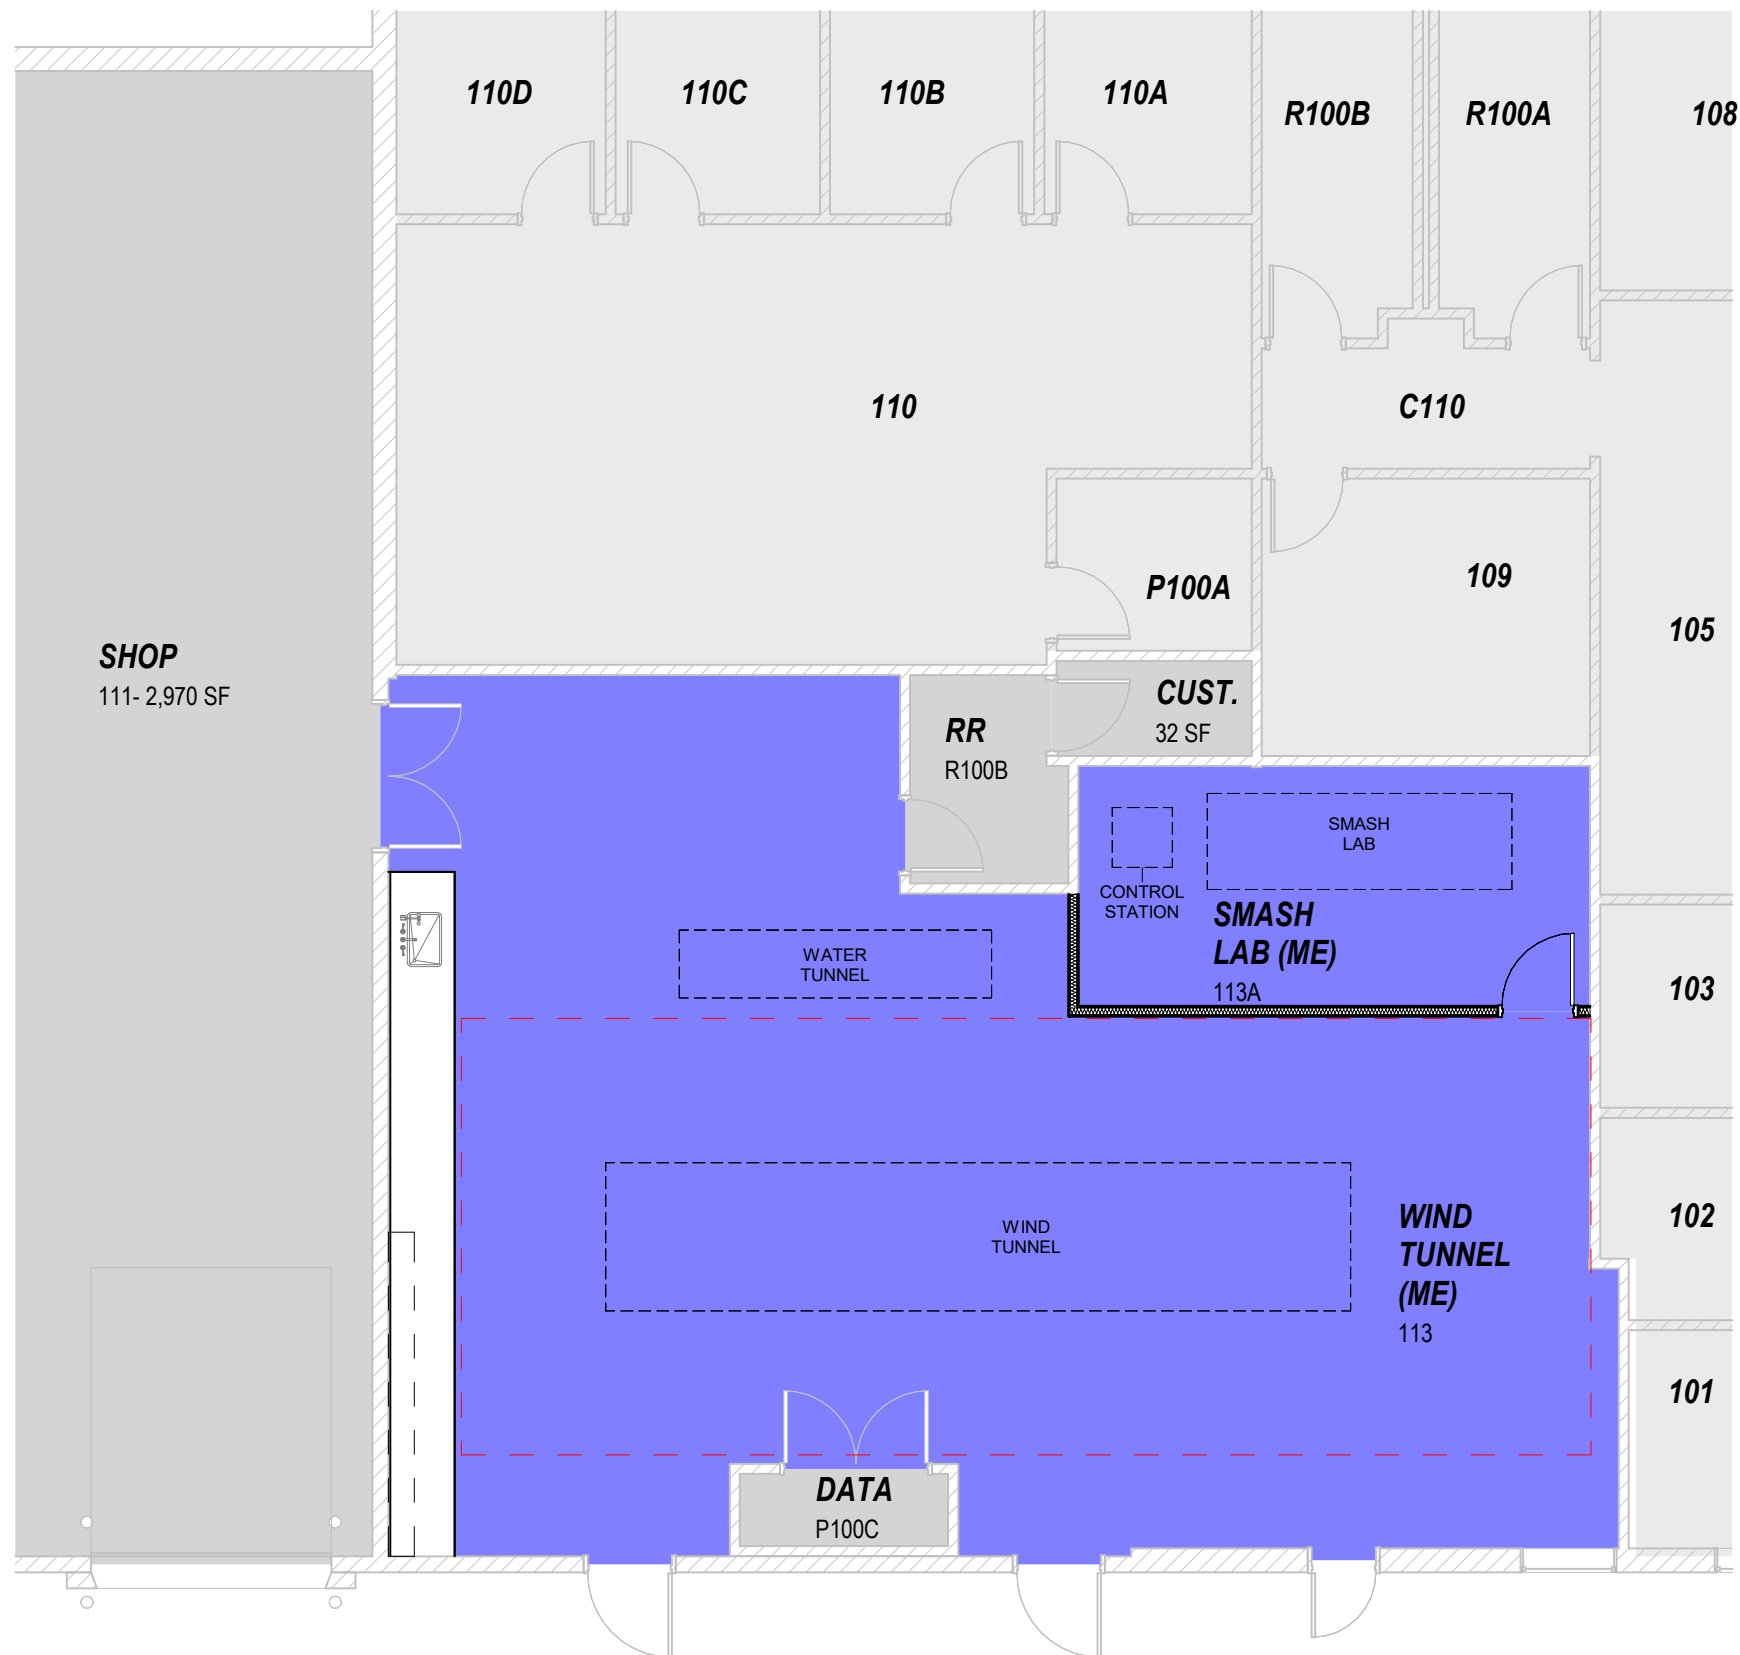 110D
110C
110B
110A
R100B
R100A
108
110
C110
P100A
109
105
SHOP
111- 2,970 SF
RR
R100B
CUST.
32 SF
SMASH
LAB
CONTROL
STATION
SMASH
LAB (ME)
113A
WATER
TUNNEL
103
WIND
TUNNEL
WIND
TUNNEL
(ME)
113
102
101
DATA
P100C